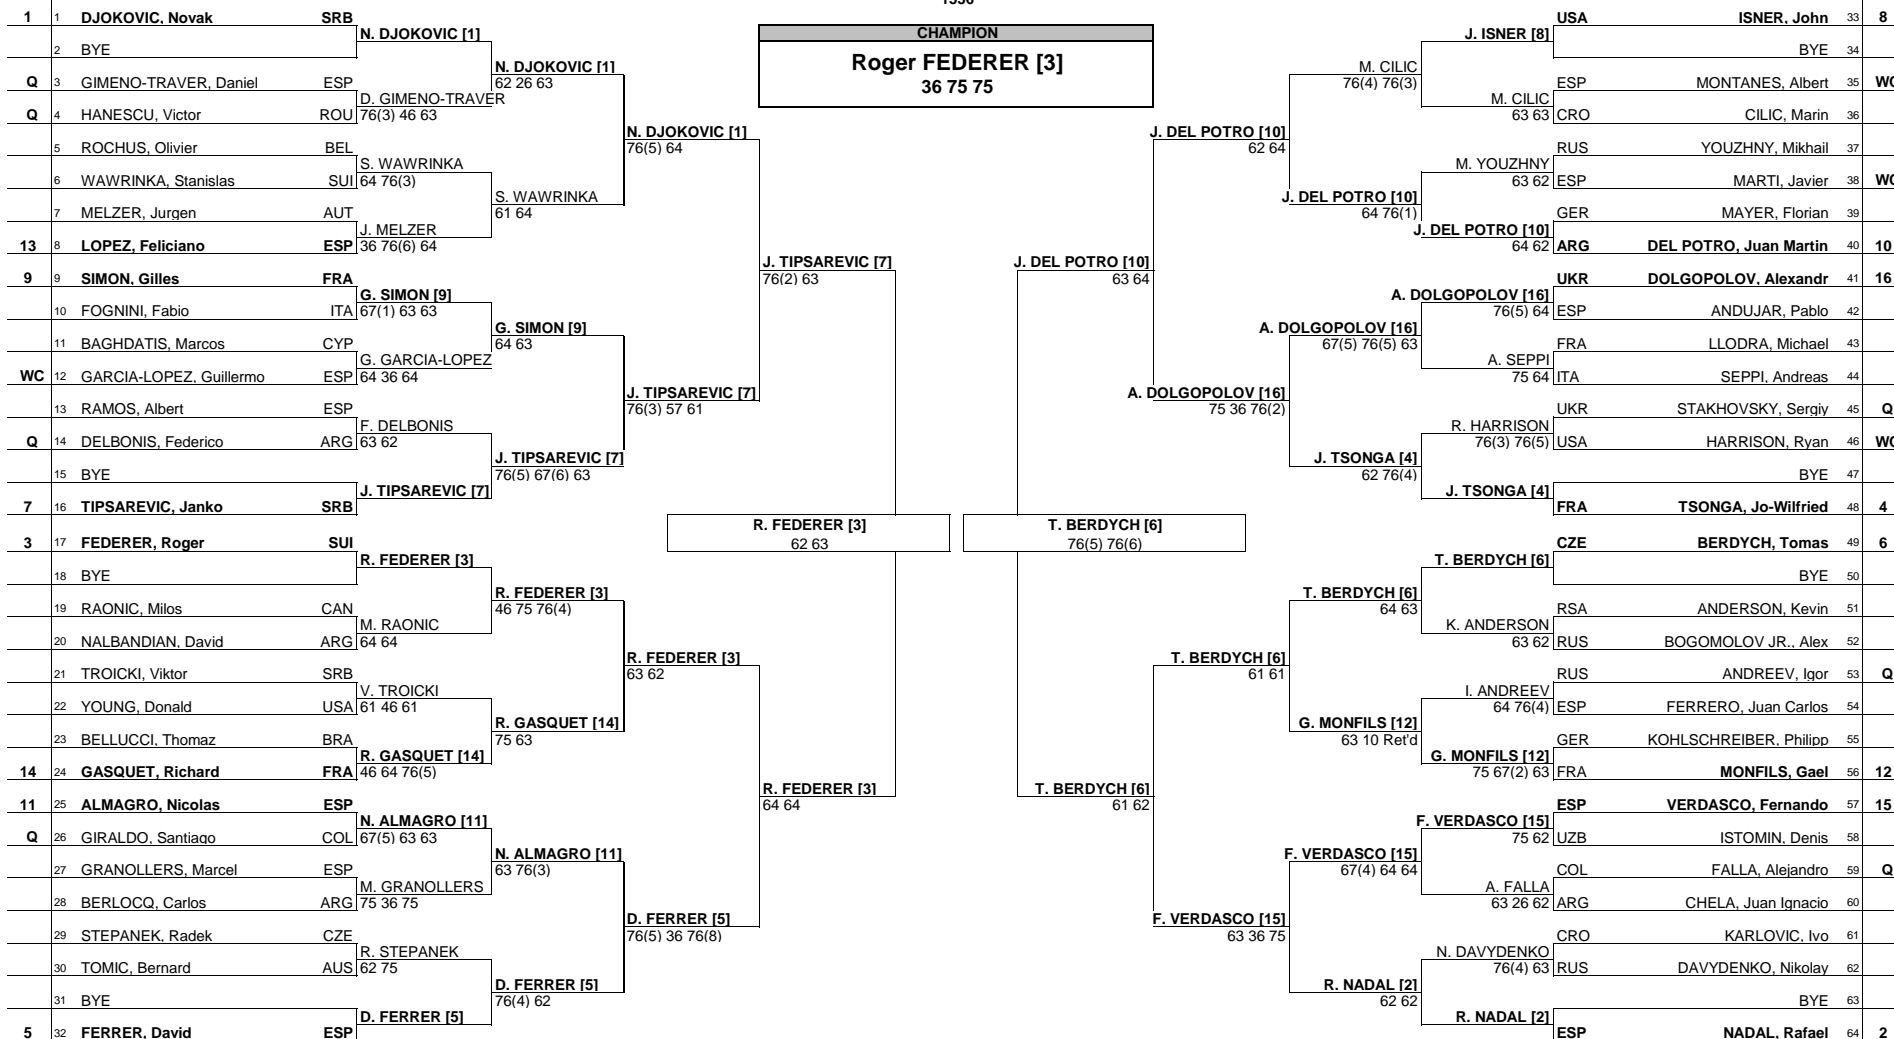 1 1 DJOKOVIC, Novak SRB
2 BYE
Q 3 GIMENO-TRAVER, Daniel ESP
Q 4 HANESCU, Victor ROU
5 ROCHUS, Olivier BEL
6 WAWRINKA, Stanislas SUI
7 MELZER, Jurgen AUT
13 8 LOPEZ, Feliciano ESP
9 9 SIMON, Gilles FRA
10 FOGNINI, Fabio ITA
11 BAGHDATIS, Marcos CYP
WC 12 GARCIA-LOPEZ, Guillermo ESP
13 RAMOS, Albert ESP
Q 14 DELBONIS, Federico ARG
15 BYE
7 16 TIPSAREVIC, Janko SRB
3 17 FEDERER, Roger SUI
18 BYE
19 RAONIC, Milos CAN
20 NALBANDIAN, David ARG
21 TROICKI, Viktor SRB
22 YOUNG, Donald USA
23 BELLUCCI, Thomaz BRA
14 24 GASQUET, Richard FRA
11 25 ALMAGRO, Nicolas ESP
Q 26 GIRALDO, Santiago COL
27 GRANOLLERS, Marcel ESP
28 BERLOCQ, Carlos ARG
29 STEPANEK, Radek CZE
30 TOMIC, Bernard AUS
31 BYE
5 32 FERRER, David ESP
N. DJOKOVIC [1]
D. GIMENO-TRAVER
76(3) 46 63
S. WAWRINKA
64 76(3)
J. MELZER
36 76(6) 64
G. SIMON [9]
67(1) 63 63
G. GARCIA-LOPEZ
64 36 64
F. DELBONIS
63 62
J. TIPSAREVIC [7]
R. FEDERER [3]
M. RAONIC
64 64
V. TROICKI
61 46 61
R. GASQUET [14]
46 64 76(5)
N. ALMAGRO [11]
67(5) 63 63
M. GRANOLLERS
75 36 75
R. STEPANEK
62 75
D. FERRER [5]
N. DJOKOVIC [1]
62 26 63
S. WAWRINKA
61 64
G. SIMON [9]
64 63
J. TIPSAREVIC [7]
76(5) 67(6) 63
R. FEDERER [3]
46 75 76(4)
R. GASQUET [14]
75 63
N. ALMAGRO [11]
63 76(3)
D. FERRER [5]
76(4) 62
N. DJOKOVIC [1]
76(5) 64
J. TIPSAREVIC [7]
76(3) 57 61
R. FEDERER [3]
63 62
D. FERRER [5]
76(5) 36 76(8)
J. TIPSAREVIC [7]
76(2) 63
R. FEDERER [3]
64 64
R. FEDERER [3]
62 63
CHAMPION
Roger FEDERER [3]
36 75 75
T. BERDYCH [6]
76(5) 76(6)
J. DEL POTRO [10]
63 64
T. BERDYCH [6]
61 62
J. DEL POTRO [10]
62 64
A. DOLGOPOLOV [16]
75 36 76(2)
T. BERDYCH [6]
61 61
F. VERDASCO [15]
63 36 75
M. CILIC
76(4) 76(3)
J. DEL POTRO [10]
64 76(1)
A. DOLGOPOLOV [16]
67(5) 76(5) 63
J. TSONGA [4]
62 76(4)
T. BERDYCH [6]
64 63
G. MONFILS [12]
63 10 Ret'd
F. VERDASCO [15]
67(4) 64 64
R. NADAL [2]
62 62
J. ISNER [8]
M. CILIC
63 63
M. YOUZHNY
63 62
J. DEL POTRO [10]
64 62
A. DOLGOPOLOV [16]
76(5) 64
A. SEPPI
75 64
R. HARRISON
76(3) 76(5)
J. TSONGA [4]
T. BERDYCH [6]
K. ANDERSON
63 62
I. ANDREEV
64 76(4)
G. MONFILS [12]
75 67(2) 63
F. VERDASCO [15]
75 62
A. FALLA
63 26 62
N. DAVYDENKO
76(4) 63
R. NADAL [2]
USA ISNER, John 33 8
BYE 34
ESP MONTANES, Albert 35 WC
CRO CILIC, Marin 36
RUS YOUZHNY, Mikhail 37
ESP MARTI, Javier 38 WC
GER MAYER, Florian 39
ARG DEL POTRO, Juan Martin 40 10
UKR DOLGOPOLOV, Alexandr 41 16
ESP ANDUJAR, Pablo 42
FRA LLODRA, Michael 43
ITA SEPPI, Andreas 44
UKR STAKHOVSKY, Sergiy 45 Q
USA HARRISON, Ryan 46 WC
BYE 47
FRA TSONGA, Jo-Wilfried 48 4
CZE BERDYCH, Tomas 49 6
BYE 50
RSA ANDERSON, Kevin 51
RUS BOGOMOLOV JR., Alex 52
RUS ANDREEV, Igor 53 Q
ESP FERRERO, Juan Carlos 54
GER KOHLSCHREIBER, Philipp 55
FRA MONFILS, Gael 56 12
ESP VERDASCO, Fernando 57 15
UZB ISTOMIN, Denis 58
COL FALLA, Alejandro 59 Q
ARG CHELA, Juan Ignacio 60
CRO KARLOVIC, Ivo 61
RUS DAVYDENKO, Nikolay 62
BYE 63
ESP NADAL, Rafael 64 2